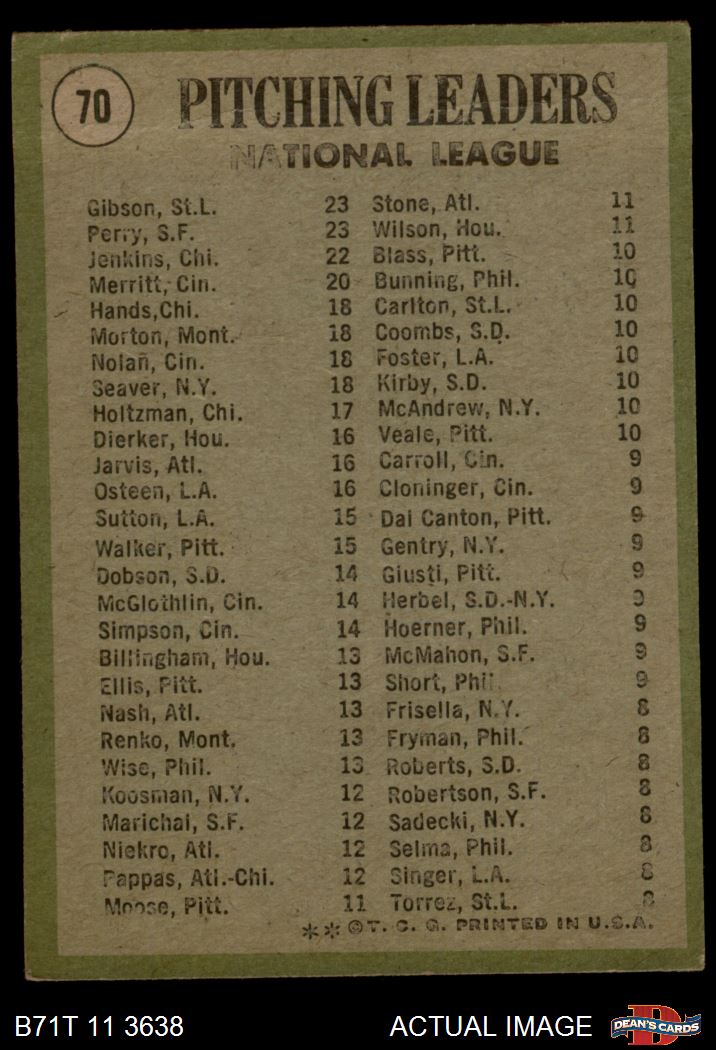 70
PITCHING LEADERS
NATIONAL LEAGUE
Gibson, St.L. 23
Perry, S.F. 23
Jenkins, Chi. 22
Merritt, Cin. 20
Hands,Chi. 18
Morton, Mont. 18
Nolan, Cin. 18
Seaver, N.Y. 18
Holtzman, Chi. 17
Dierker, Hou. 16
Jarvis, Atl. 16
Osteen, L.A. 16
Sutton, L.A. 15
Walker, Pitt. 15
Dobson, S.D. 14
McGlothlin, Cin. 14
Simpson, Cin. 14
Billingham, Hou. 13
Ellis, Pitt. 13
Nash, Atl. 13
Renko, Mont. 13
Wise, Phil. 13
Koosman, N.Y. 12
Marichal, S.F. 12
Niekro, Atl. 12
Pappas, Atl.-Chi. 12
Moose, Pitt. 11
Stone, Atl. 11
Wilson, Hou. 11
Blass, Pitt. 10
Bunning, Phil. 10
Carlton, St.L. 10
Coombs, S.D. 10
Foster, L.A. 10
Kirby, S.D. 10
McAndrew, N.Y. 10
Veale, Pitt. 10
Carroll, Cin. 9
Cloninger, Cin. 9
Dal Canton, Pitt. 9
Gentry, N.Y. 9
Giusti, Pitt. 9
Herbel, S.D.-N.Y. 9
Hoerner, Phil. 9
McMahon, S.F. 9
Short, Phil. 9
Frisella, N.Y. 8
Fryman, Phil. 8
Roberts, S.D. 8
Robertson, S.F. 8
Sadecki, N.Y. 8
Selma, Phil. 8
Singer, L.A. 8
Torrez, St.L. 8
**©T. C. G. PRINTED IN U.S.A.
B71T 11 3638
ACTUAL IMAGE
D
DEAN'S CARDS